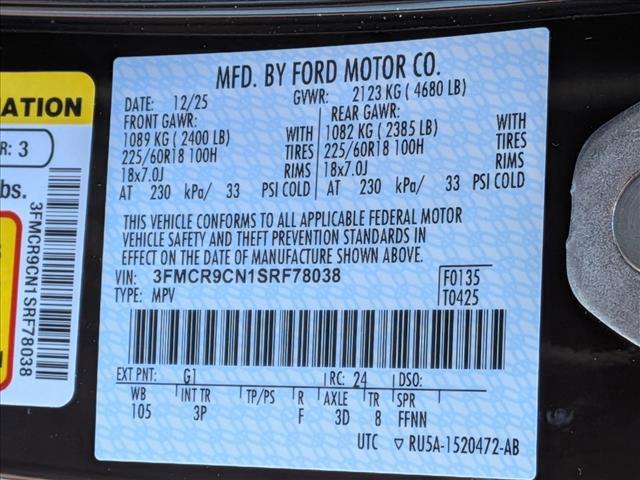 ATION
R: 3
bs.
3FMCR9CN1SRF78038
MFD. BY FORD MOTOR CO.
DATE: 12/25 GVWR: 2123 KG ( 4680 LB)
FRONT GAWR: REAR GAWR:
1089 KG ( 2400 LB) WITH 1082 KG ( 2385 LB) WITH
225/60R18 100H TIRES 225/60R18 100H TIRES
18x7.0J RIMS 18x7.0J RIMS
AT 230 kPa/ 33 PSI COLD AT 230 kPa/ 33 PSI COLD
THIS VEHICLE CONFORMS TO ALL APPLICABLE FEDERAL MOTOR
VEHICLE SAFETY AND THEFT PREVENTION STANDARDS IN
EFFECT ON THE DATE OF MANUFACTURE SHOWN ABOVE.
VIN: 3FMCR9CN1SRF78038 F0135
TYPE: MPV T0425
EXT PNT: G1 RC: 24 DSO:
WB INT TR TP/PS R AXLE TR SPR
105 3P F 3D 8 FFNN
UTC ▽ RU5A-1520472-AB